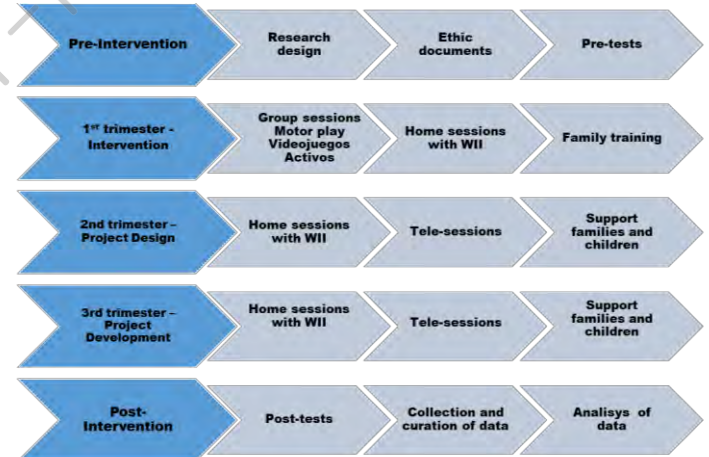 Pre-Intervention
Research
design
Ethic
documents
Pre-tests
1st trimester -
Intervention
Group sessions
Motor play
Videojuegos
Activos
Home sessions
with WII
Family training
2nd trimester –
Project Design
Home sessions
with WII
Tele-sessions
Support
families and
children
3rd trimester –
Project
Development
Home sessions
with WII
Tele-sessions
Support
families and
children
Post-
Intervention
Post-tests
Collection and
curation of data
Analisys of
data